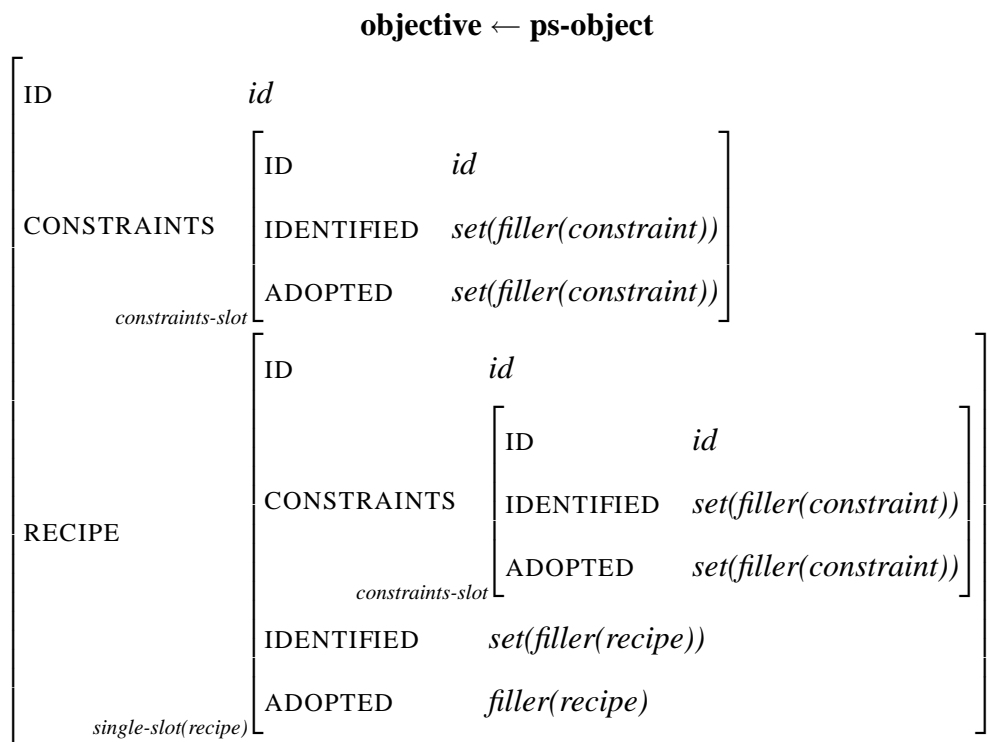 objective ← ps-object
ID id
ID id
CONSTRAINTS IDENTIFIED set(filler(constraint))
ADOPTED set(filler(constraint))
constraints-slot
ID id
ID id
CONSTRAINTS IDENTIFIED set(filler(constraint))
RECIPE
ADOPTED set(filler(constraint))
constraints-slot
IDENTIFIED set(filler(recipe))
ADOPTED filler(recipe)
single-slot(recipe)